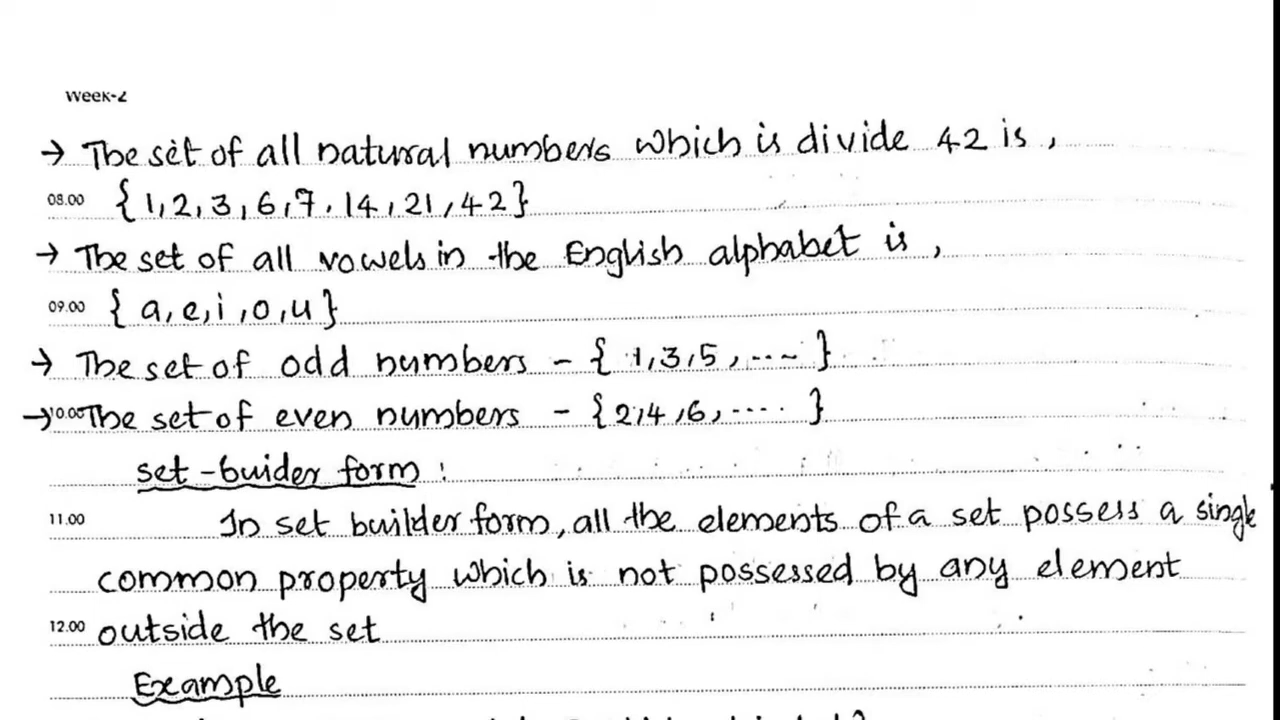 Week-2
→ The set of all natural numbers which is divide 42 is,
08.00 {1,2,3,6,7,14,21,42}
→ The set of all vowels in the English alphabet is,
09.00 {a,e,i,o,u}
→ The set of odd numbers - {1,3,5,----}
→ 10.00 The set of even numbers - {2,4,6,....}
set-buider form:
11.00 In set builder form, all the elements of a set possess a single
common property which is not possessed by any element
12.00 outside the set
Example